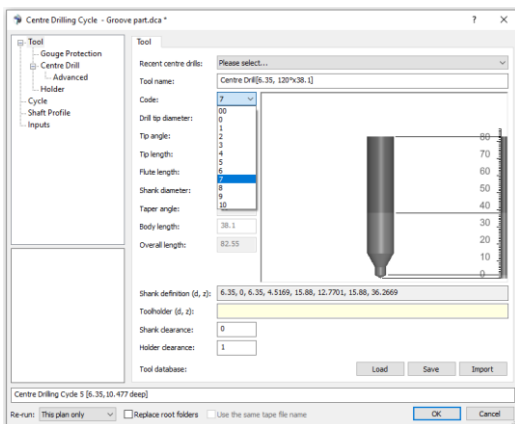 Centre Drilling Cycle - Groove part.dca *
? X
Tool
Gouge Protection
Centre Drill
Advanced
Holder
Cycle
Shaft Profile
Inputs
Tool
Recent centre drills: Please select...
Tool name: Centre Drill[6.35, 120°x38.1]
Code: 7
00
0
1
2
3
4
5
6
7
8
9
10
Drill tip diameter:
Tip angle:
Tip length:
Flute length:
Shank diameter:
Taper angle:
Body length: 38.1
Overall length: 82.55
80
70
60
50
40
30
20
10
0
Shank definition (d, z): 6.35, 0, 6.35, 4.5169, 15.88, 12.7701, 15.88, 36.2669
Toolholder (d, z):
Shank clearance: 0
Holder clearance: 1
Tool database: Load Save Import
Centre Drilling Cycle 5 [6.35,10.477 deep]
Re-run: This plan only Replace root folders Use the same tape file name OK Cancel